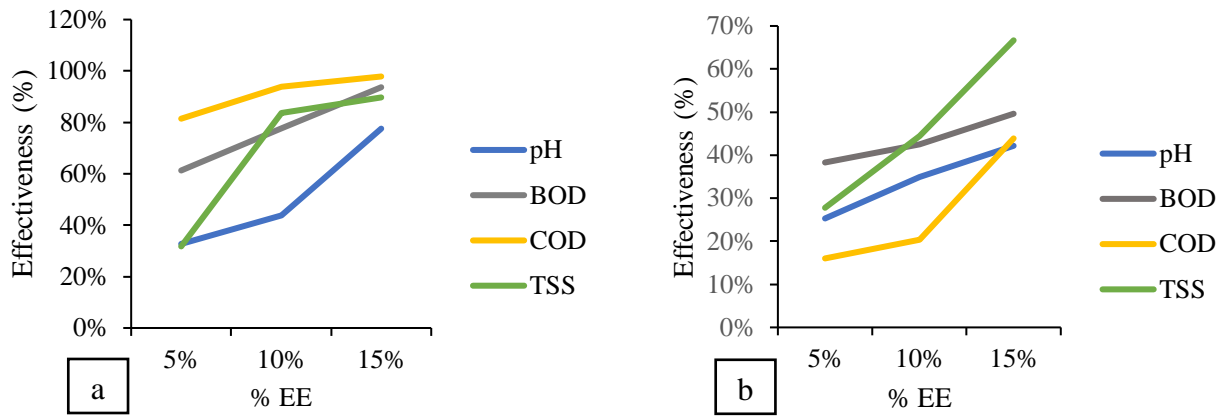 120%
100%
80%
60%
40%
20%
0%
Effectiveness (%)
5% 10% 15%
% EE
pH
BOD
COD
TSS
a
70%
60%
50%
40%
30%
20%
10%
0%
Effectiveness (%)
5% 10% 15%
% EE
pH
BOD
COD
TSS
b